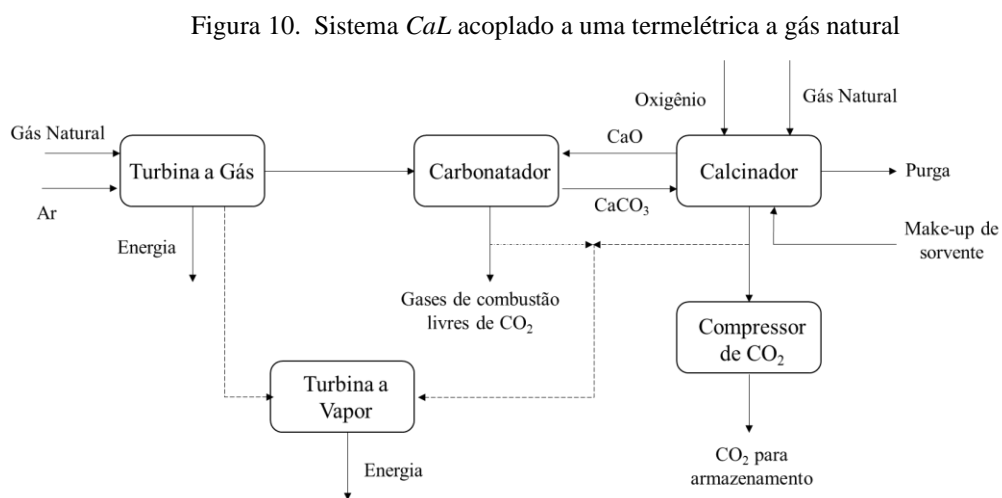 Figura 10. Sistema CaL acoplado a uma termelétrica a gás natural
Oxigênio
Gás Natural
Gás Natural
Ar
Turbina a Gás
Carbonatador
CaO
CaCO₃
Calcinador
Purga
Make-up de
sorvente
Energia
Gases de combustão
livres de CO₂
Compressor
de CO₂
Turbina a
Vapor
Energia
CO₂ para
armazenamento